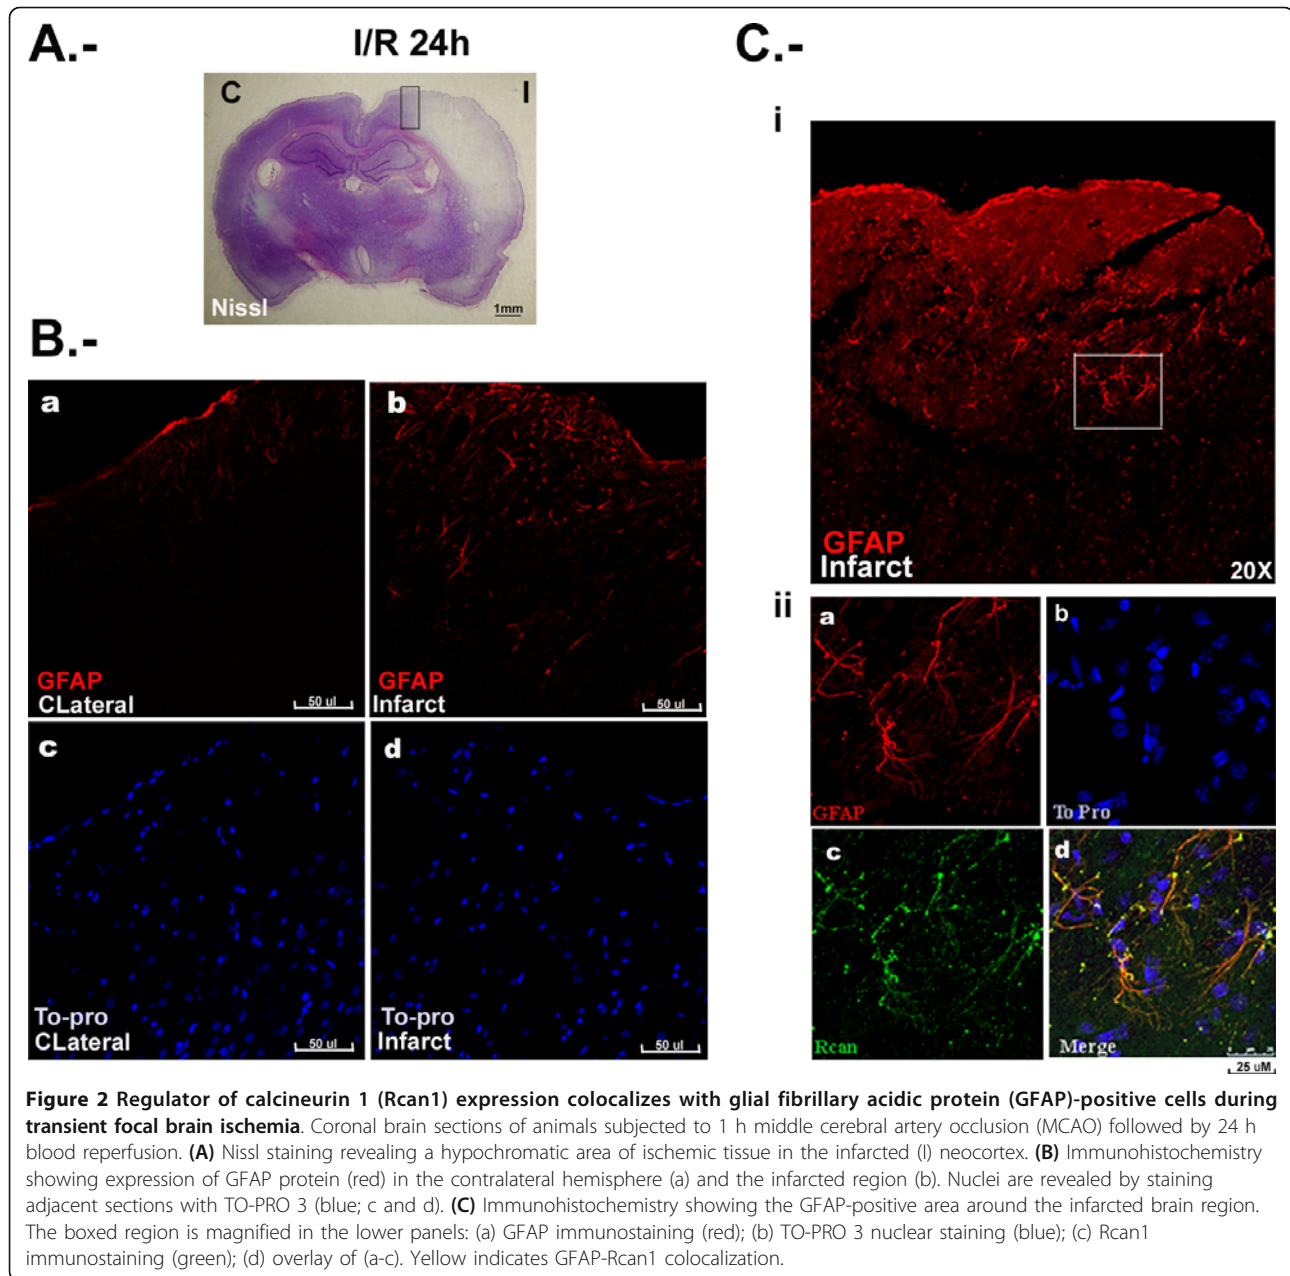 A.-
I/R 24h
C
I
Nissl
1mm
B.-
a
GFAP
CLateral
50 ul
b
GFAP
Infarct
50 ul
c
To-pro
CLateral
50 ul
d
To-pro
Infarct
50 ul
C.-
i
GFAP
Infarct
20X
ii
a
GFAP
b
To Pro
c
Rcan
d
Merge
25 uM
Figure 2 Regulator of calcineurin 1 (Rcan1) expression colocalizes with glial fibrillary acidic protein (GFAP)-positive cells during
transient focal brain ischemia. Coronal brain sections of animals subjected to 1 h middle cerebral artery occlusion (MCAO) followed by 24 h
blood reperfusion. (A) Nissl staining revealing a hypochromatic area of ischemic tissue in the infarcted (I) neocortex. (B) Immunohistochemistry
showing expression of GFAP protein (red) in the contralateral hemisphere (a) and the infarcted region (b). Nuclei are revealed by staining
adjacent sections with TO-PRO 3 (blue; c and d). (C) Immunohistochemistry showing the GFAP-positive area around the infarcted brain region.
The boxed region is magnified in the lower panels: (a) GFAP immunostaining (red); (b) TO-PRO 3 nuclear staining (blue); (c) Rcan1
immunostaining (green); (d) overlay of (a-c). Yellow indicates GFAP-Rcan1 colocalization.